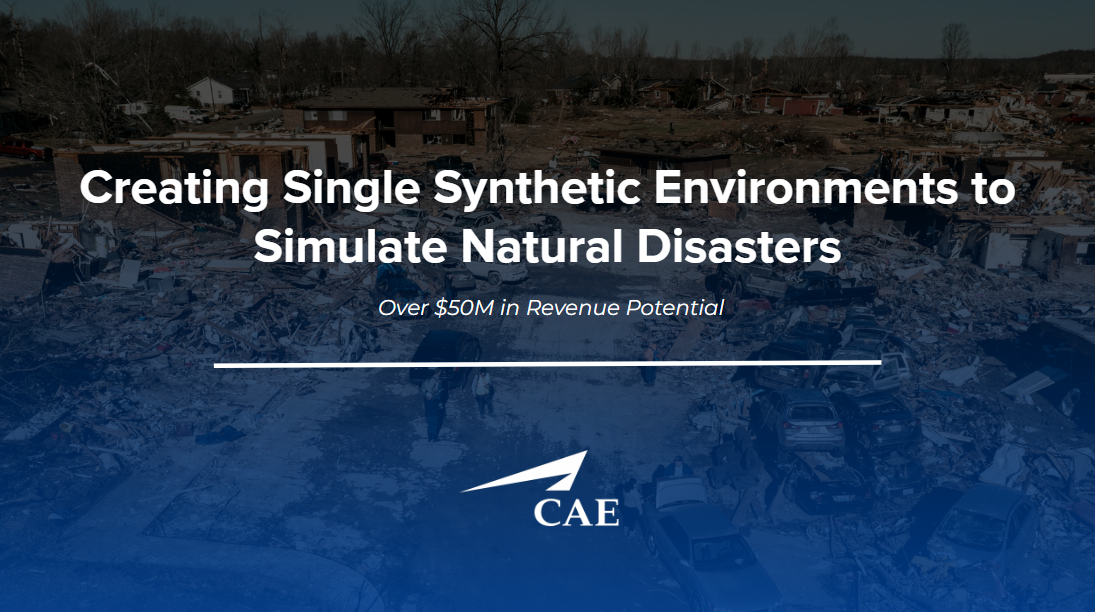 Creating Single Synthetic Environments to
Simulate Natural Disasters
Over $50M in Revenue Potential
CAE